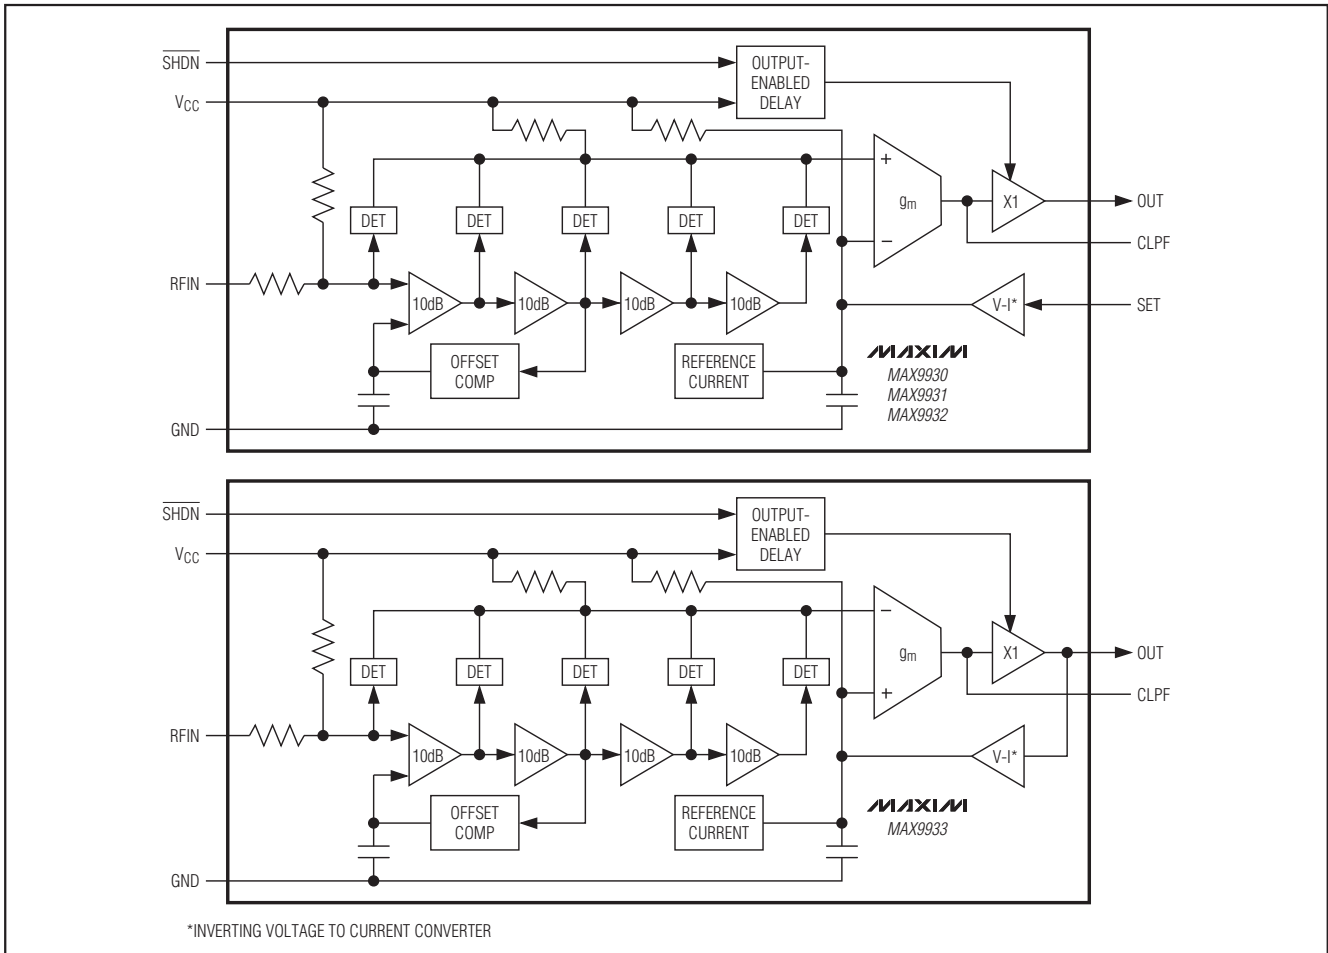 SHDN
VCC
OUTPUT-
ENABLED
DELAY
DET
DET
DET
DET
DET
+
gm
−
X1
OUT
CLPF
RFIN
10dB
10dB
10dB
10dB
V-I*
SET
OFFSET
COMP
REFERENCE
CURRENT
MAXIM
MAX9930
MAX9931
MAX9932
GND
SHDN
VCC
OUTPUT-
ENABLED
DELAY
DET
DET
DET
DET
DET
−
gm
+
X1
OUT
CLPF
RFIN
10dB
10dB
10dB
10dB
V-I*
OFFSET
COMP
REFERENCE
CURRENT
MAXIM
MAX9933
GND
*INVERTING VOLTAGE TO CURRENT CONVERTER